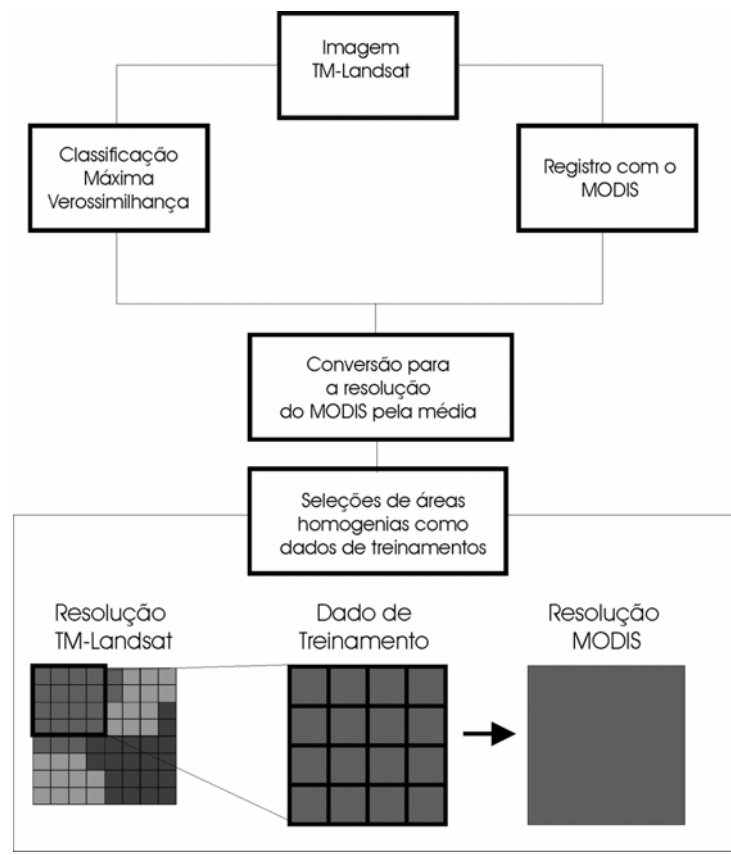 Imagem
TM-Landsat
Classificação
Máxima
Verossimilhança
Registro com o
MODIS
Conversão para
a resolução
do MODIS pela média
Seleções de áreas
homogenias como
dados de treinamentos
Resolução
TM-Landsat
Dado de
Treinamento
Resolução
MODIS